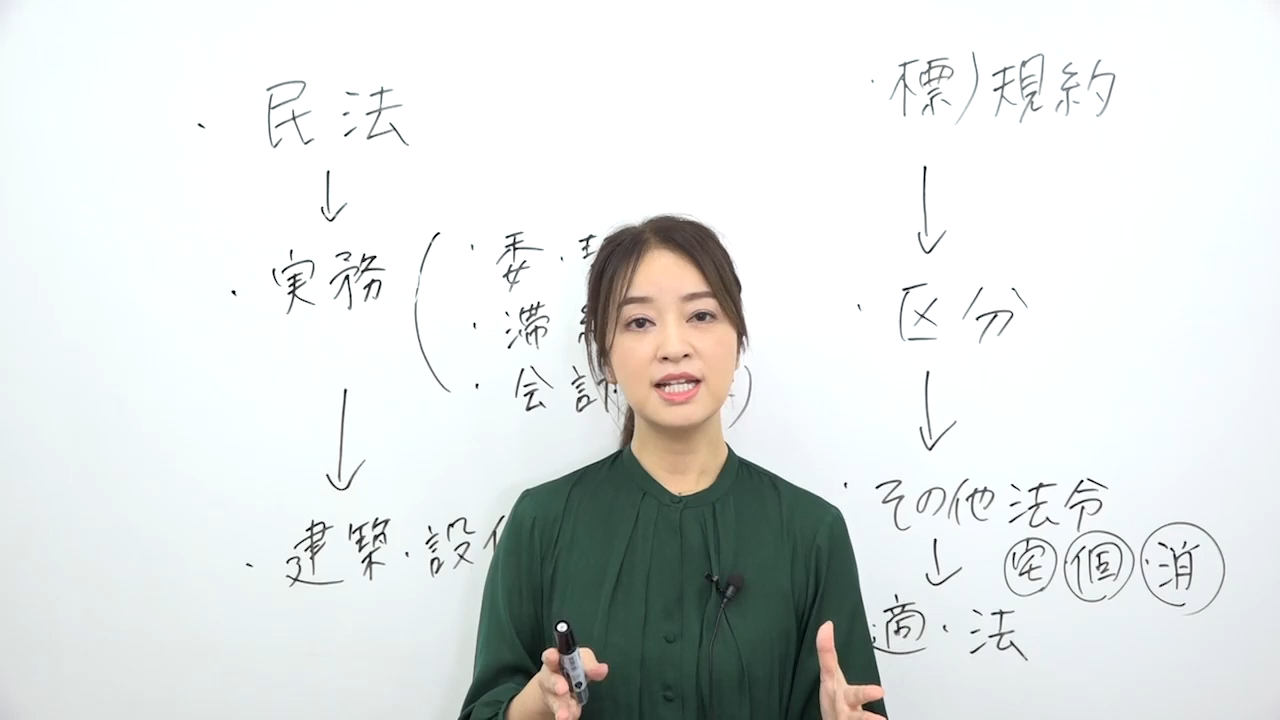 ・民法
↓
・実務
(・委・
・滞
・会計)
↓
・建築・設
・標)規約
↓
・区分
↓
・その他法令
↓ 宅 個 消
適・法